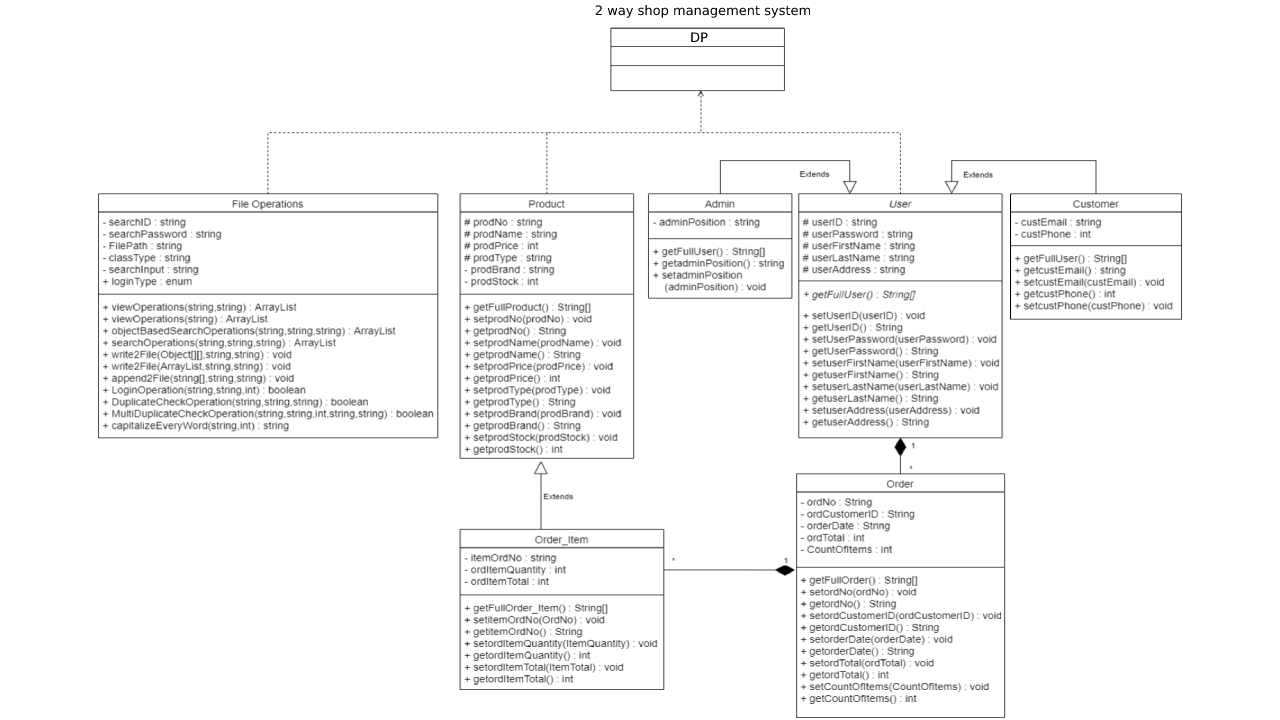 2 way shop management system
DP
File Operations
- searchID : string
- searchPassword : string
- FilePath : string
- classType : string
- searchInput : string
+ loginType : enum
+ viewOperations(string,string) : ArrayList
+ viewOperations(string) : ArrayList
+ objectBasedSearchOperations(string,string,string) : ArrayList
+ searchOperations(string,string,string) : ArrayList
+ write2File(Object[][],string,string) : void
+ write2File(ArrayList,string,string) : void
+ append2File(string[],string,string) : void
+ LoginOperation(string,string,int) : boolean
+ DuplicateCheckOperation(string,string,string) : boolean
+ MultiDuplicateCheckOperation(string,string,int,string,string) : boolean
+ capitalizeEveryWord(string,int) : string
Product
# prodNo : string
# prodName : string
# prodPrice : int
# prodType : string
- prodBrand : string
- prodStock : int
+ getFullProduct() : String[]
+ setprodNo(prodNo) : void
+ getprodNo() : String
+ setprodName(prodName) : void
+ getprodName() : String
+ setprodPrice(prodPrice) : void
+ getprodPrice() : int
+ setprodType(prodType) : void
+ getprodType() : String
+ setprodBrand(prodBrand) : void
+ getprodBrand() : String
+ setprodStock(prodStock) : void
+ getprodStock() : int
Admin
- adminPosition : string
+ getFullUser() : String[]
+ getadminPosition() : string
+ setadminPosition
(adminPosition) : void
Extends
User
# userID : string
# userPassword : string
# userFirstName : string
# userLastName : string
# userAddress : string
+ getFullUser() : String[]
+ setUserID(userID) : void
+ getUserID() : String
+ setUserPassword(userPassword) : void
+ getUserPassword() : String
+ setuserFirstName(userFirstName) : void
+ getuserFirstName() : String
+ setuserLastName(userLastName) : void
+ getuserLastName() : String
+ setuserAddress(userAddress) : void
+ getuserAddress() : String
Extends
Customer
- custEmail : string
- custPhone : int
+ getFullUser() : String[]
+ getcustEmail() : string
+ setcustEmail(custEmail) : void
+ getcustPhone() : int
+ setcustPhone(custPhone) : void
Extends
Order_Item
- itemOrdNo : string
- ordItemQuantity : int
- ordItemTotal : int
+ getFullOrder_Item() : String[]
+ setitemOrdNo(OrdNo) : void
+ getitemOrdNo() : String
+ setordItemQuantity(ItemQuantity) : void
+ getordItemQuantity() : int
+ setordItemTotal(ItemTotal) : void
+ getordItemTotal() : int
*
1
1
*
Order
- ordNo : String
- ordCustomerID : String
- orderDate : String
- ordTotal : int
- CountOfItems : int
+ getFullOrder() : String[]
+ setordNo(ordNo) : void
+ getordNo() : String
+ setordCustomerID(ordCustomerID) : void
+ getordCustomerID() : String
+ setorderDate(orderDate) : void
+ getorderDate() : String
+ setordTotal(ordTotal) : void
+ getordTotal() : int
+ setCountOfItems(CountOfItems) : void
+ getCountOfItems() : int